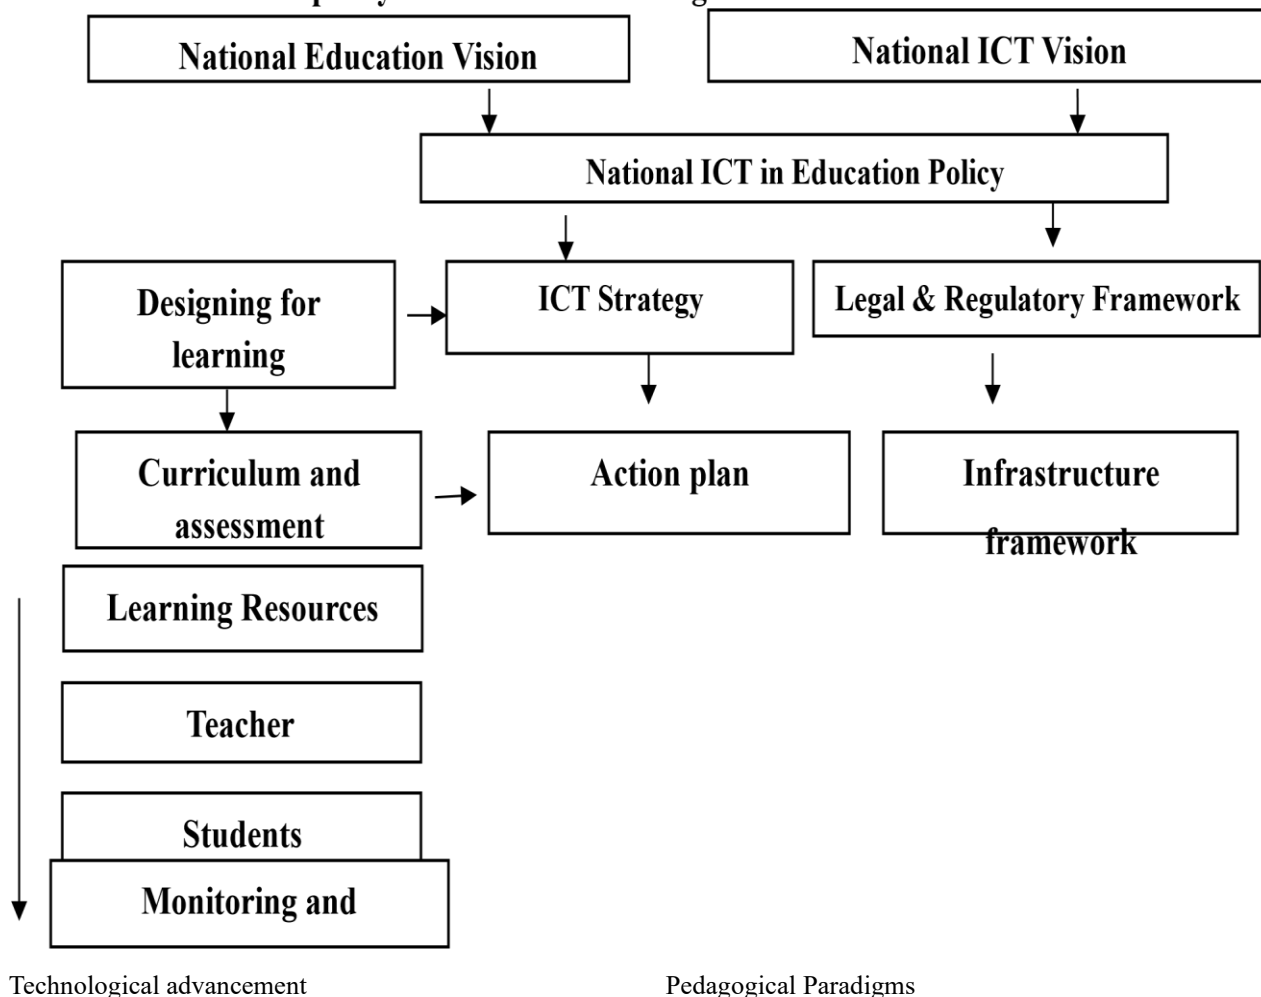 National Education Vision
National ICT Vision
National ICT in Education Policy
Designing for
learning
ICT Strategy
Legal & Regulatory Framework
Curriculum and
assessment
Action plan
Infrastructure
framework
Learning Resources
Teacher
Students
Monitoring and
Technological advancement
Pedagogical Paradigms